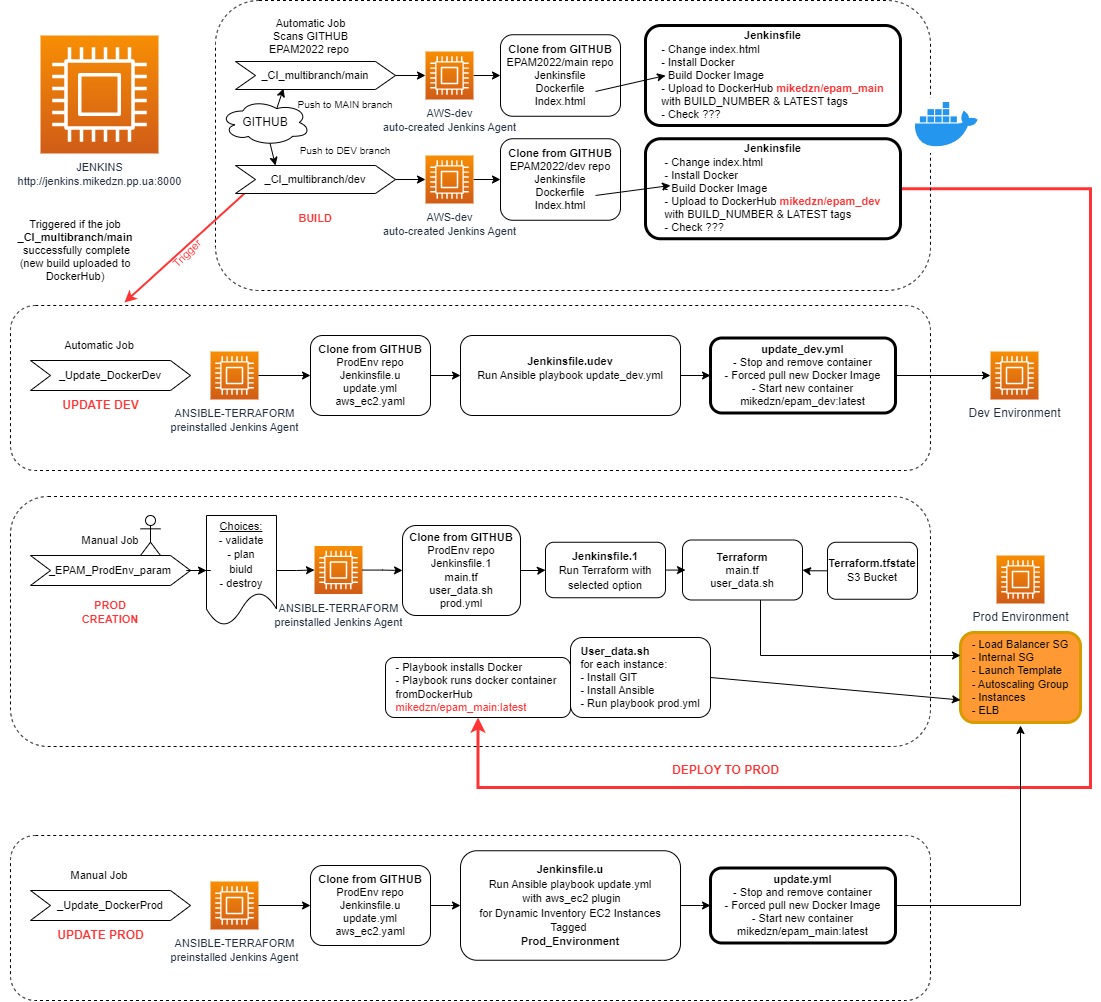 JENKINS
http://jenkins.mikedzn.pp.ua:8000
Triggered if the job
_CI_multibranch/main
successfully complete
(new build uploaded to
DockerHub)
Trigger
Automatic Job
Scans GITHUB
EPAM2022 repo
_CI_multibranch/main
Push to MAIN branch
GITHUB
Push to DEV branch
_CI_multibranch/dev
BUILD
AWS-dev
auto-created Jenkins Agent
Clone from GITHUB
EPAM2022/main repo
Jenkinsfile
Dockerfile
Index.html
Jenkinsfile
- Change index.html
- Install Docker
- Build Docker Image
- Upload to DockerHub mikedzn/epam_main
with BUILD_NUMBER & LATEST tags
- Check ???
AWS-dev
auto-created Jenkins Agent
Clone from GITHUB
EPAM2022/dev repo
Jenkinsfile
Dockerfile
Index.html
Jenkinsfile
- Change index.html
- Install Docker
- Build Docker Image
- Upload to DockerHub mikedzn/epam_dev
with BUILD_NUMBER & LATEST tags
- Check ???
Automatic Job
_Update_DockerDev
UPDATE DEV
ANSIBLE-TERRAFORM
preinstalled Jenkins Agent
Clone from GITHUB
ProdEnv repo
Jenkinsfile.u
update.yml
aws_ec2.yaml
Jenkinsfile.udev
Run Ansible playbook update_dev.yml
update_dev.yml
- Stop and remove container
- Forced pull new Docker Image
- Start new container
mikedzn/epam_dev:latest
Dev Environment
Manual Job
_EPAM_ProdEnv_param
PROD
CREATION
Choices:
- validate
- plan
biuld
- destroy
ANSIBLE-TERRAFORM
preinstalled Jenkins Agent
Clone from GITHUB
ProdEnv repo
Jenkinsfile.1
main.tf
user_data.sh
prod.yml
Jenkinsfile.1
Run Terraform with
selected option
Terraform
main.tf
user_data.sh
Terraform.tfstate
S3 Bucket
Prod Environment
- Load Balancer SG
- Internal SG
- Launch Template
- Autoscaling Group
- Instances
- ELB
User_data.sh
for each instance:
- Install GIT
- Install Ansible
- Run playbook prod.yml
- Playbook installs Docker
- Playbook runs docker container
fromDockerHub
mikedzn/epam_main:latest
DEPLOY TO PROD
Manual Job
_Update_DockerProd
UPDATE PROD
ANSIBLE-TERRAFORM
preinstalled Jenkins Agent
Clone from GITHUB
ProdEnv repo
Jenkinsfile.u
update.yml
aws_ec2.yaml
Jenkinsfile.u
Run Ansible playbook update.yml
with aws_ec2 plugin
for Dynamic Inventory EC2 Instances
Tagged
Prod_Environment
update.yml
- Stop and remove container
- Forced pull new Docker Image
- Start new container
mikedzn/epam_main:latest